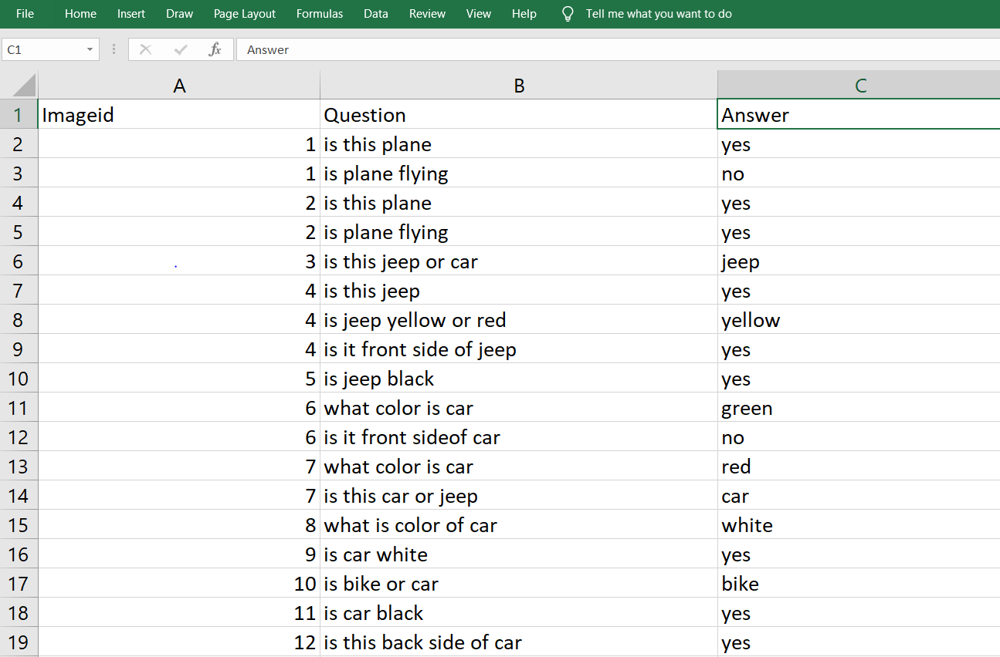 File Home Insert Draw Page Layout Formulas Data Review View Help Tell me what you want to do
C1 fx Answer
A B C
1 Imageid Question Answer
2 1 is this plane yes
3 1 is plane flying no
4 2 is this plane yes
5 2 is plane flying yes
6 3 is this jeep or car jeep
7 4 is this jeep yes
8 4 is jeep yellow or red yellow
9 4 is it front side of jeep yes
10 5 is jeep black yes
11 6 what color is car green
12 6 is it front sideof car no
13 7 what color is car red
14 7 is this car or jeep car
15 8 what is color of car white
16 9 is car white yes
17 10 is bike or car bike
18 11 is car black yes
19 12 is this back side of car yes